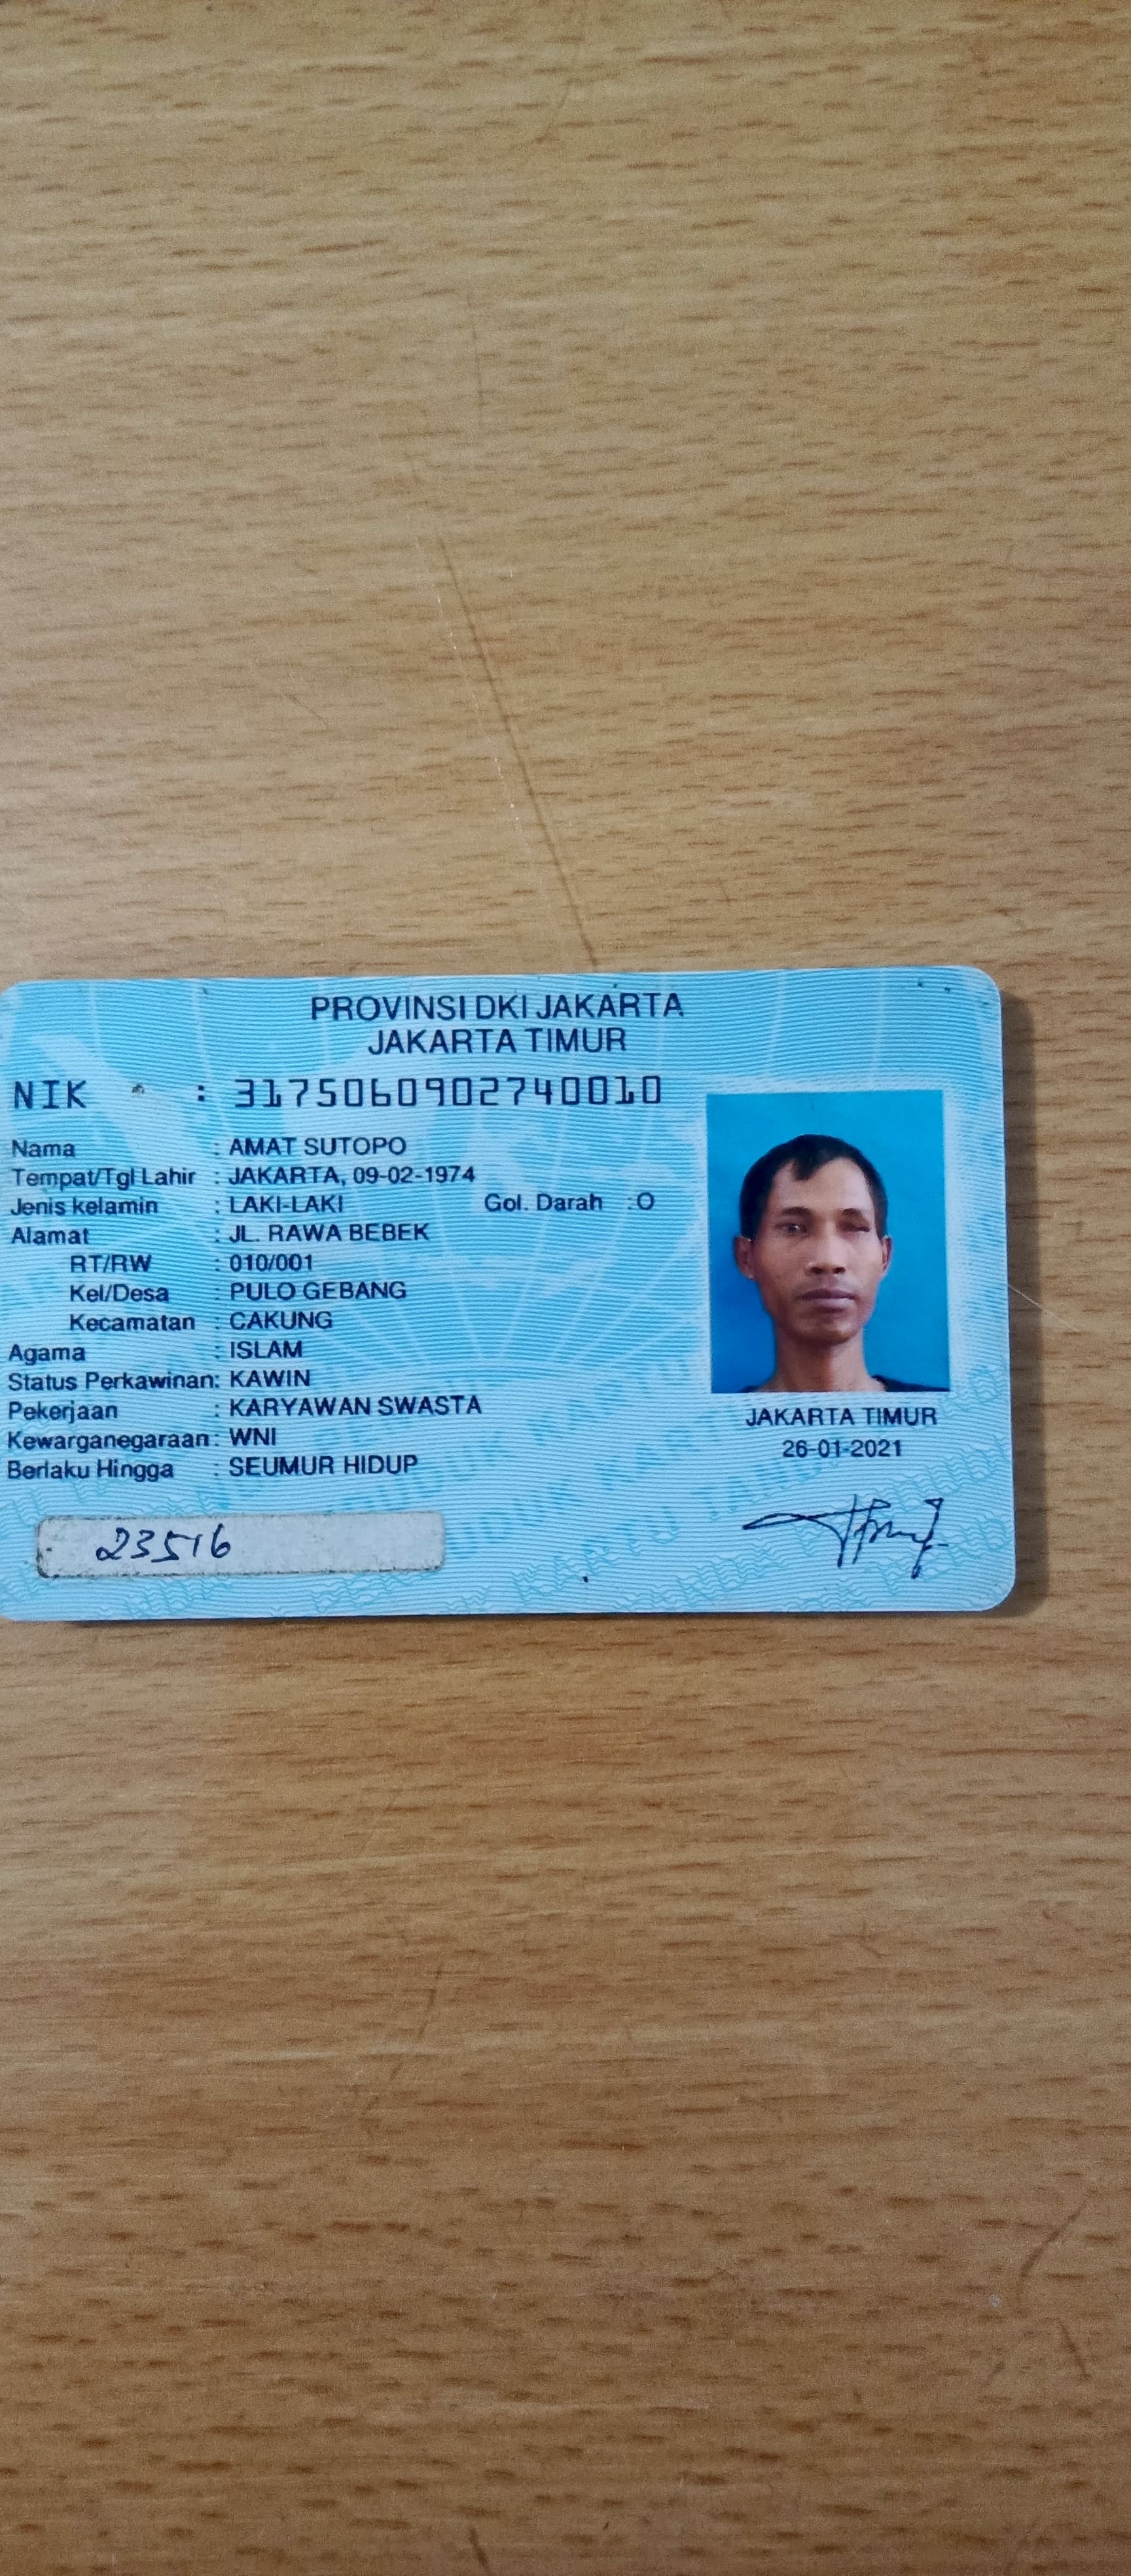 PROVINSI DKI JAKARTA
JAKARTA TIMUR
NIK : 3175060902740010
Nama : AMAT SUTOPO
Tempat/Tgl Lahir : JAKARTA, 09-02-1974
Jenis kelamin : LAKI-LAKI Gol. Darah : O
Alamat : JL. RAWA BEBEK
RT/RW : 010/001
Kel/Desa : PULO GEBANG
Kecamatan : CAKUNG
Agama : ISLAM
Status Perkawinan: KAWIN
Pekerjaan : KARYAWAN SWASTA
Kewarganegaraan: WNI
Berlaku Hingga : SEUMUR HIDUP
JAKARTA TIMUR
26-01-2021
23516